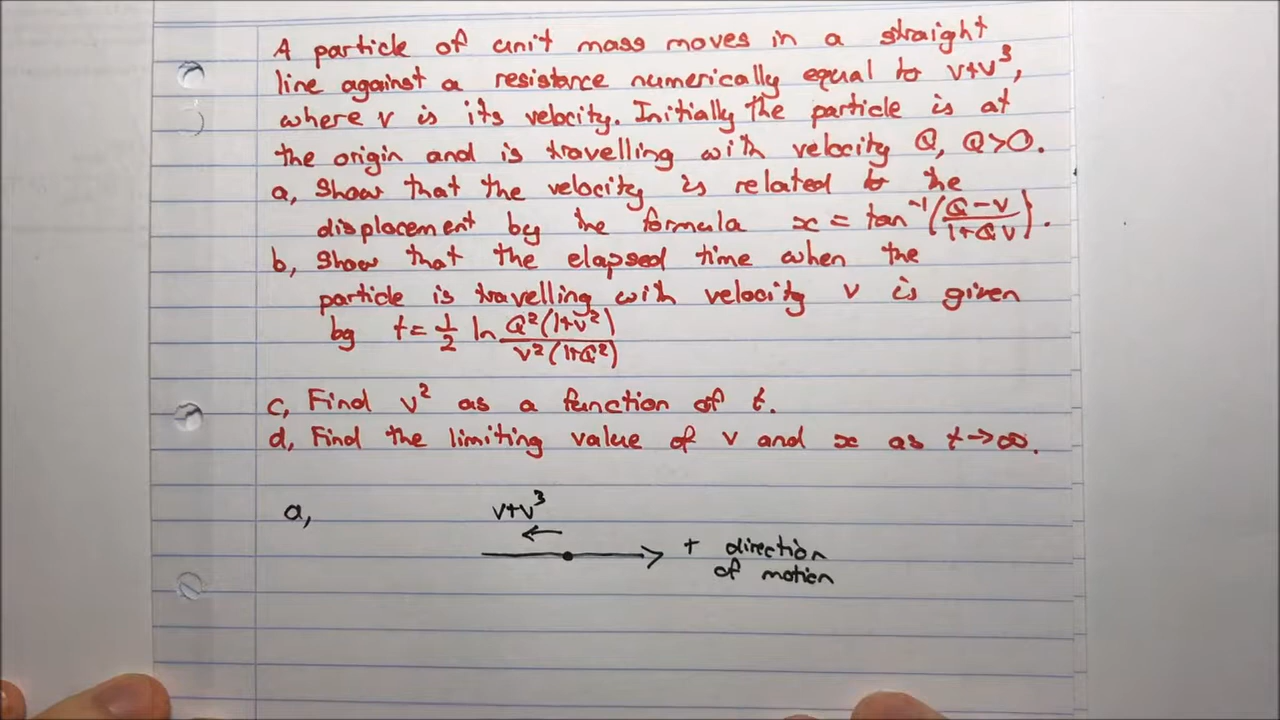 A particle of unit mass moves in a straight
line against a resistance numerically equal to v+v³,
where v is its velocity. Initially the particle is at
the origin and is travelling with velocity Q, Q>0.
a, Show that the velocity is related to the
displacement by the formula x = tan⁻¹((Q-v)/(1+Qv)).
b, Show that the elapsed time when the
particle is travelling with velocity v is given
by t = 1/2 ln (Q²(1+v²))/(v²(1+Q²))
c, Find v² as a function of t.
d, Find the limiting value of v and x as t→∞.
a,
v+v³
←
+ direction
of motion